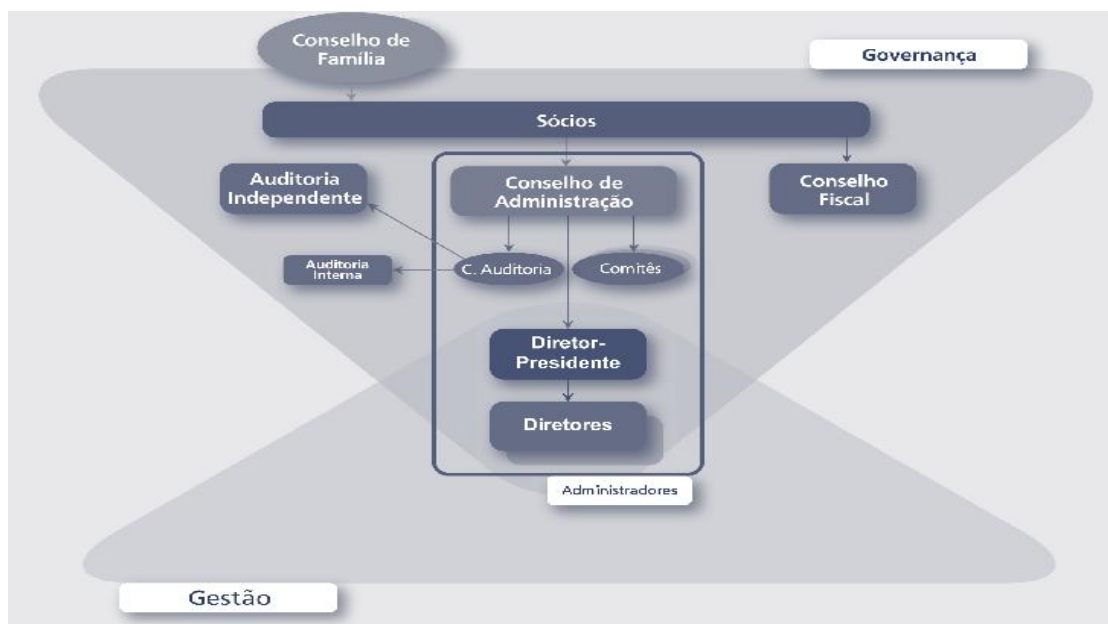 Conselho de
Família
Governança
Sócios
Auditoria
Independente
Conselho de
Administração
Conselho
Fiscal
Auditoria
Interna
C. Auditoria
Comitês
Diretor-
Presidente
Diretores
Administradores
Gestão